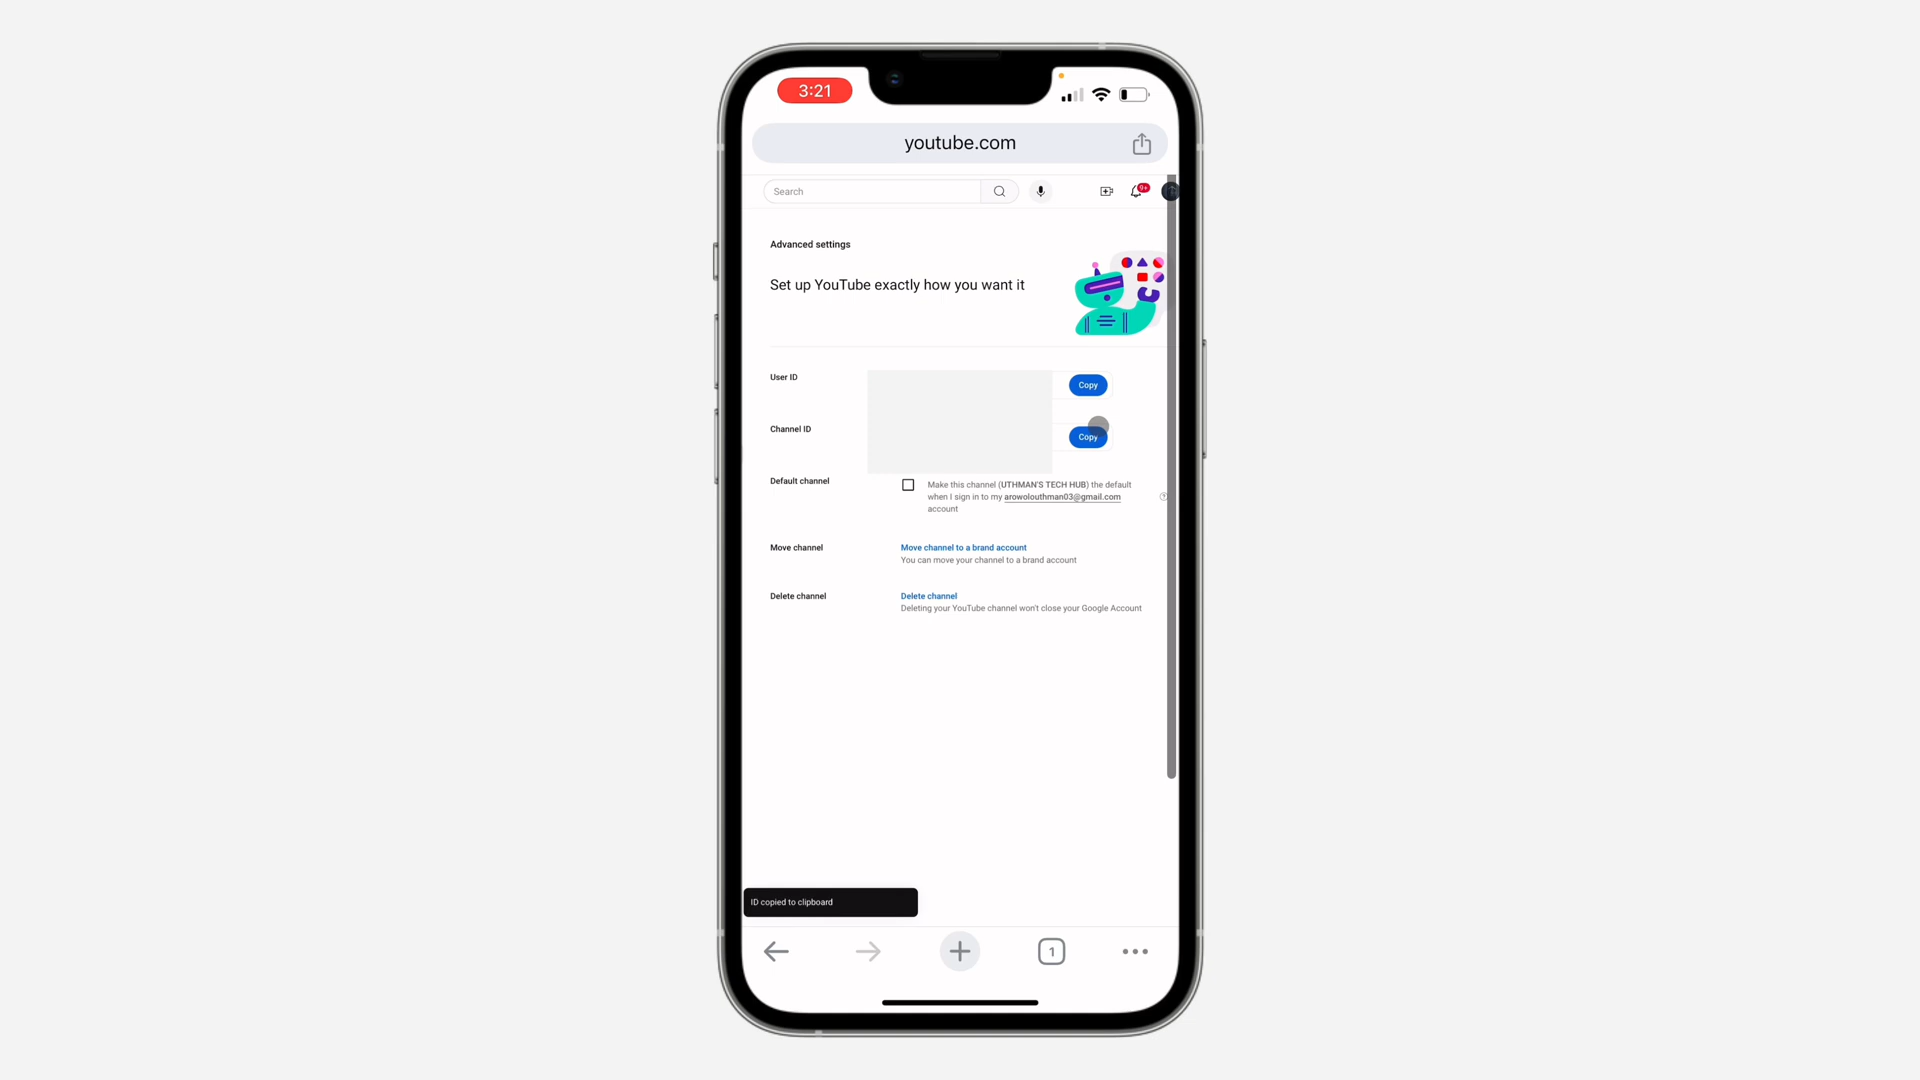 3:21
youtube.com
Search
9+
Advanced settings
Set up YouTube exactly how you want it
User ID
Copy
Channel ID
Copy
Default channel
Make this channel (UTHMAN'S TECH HUB) the default
when I sign in to my arowolouthman03@gmail.com
account
?
Move channel
Move channel to a brand account
You can move your channel to a brand account
Delete channel
Delete channel
Deleting your YouTube channel won't close your Google Account
ID copied to clipboard
1